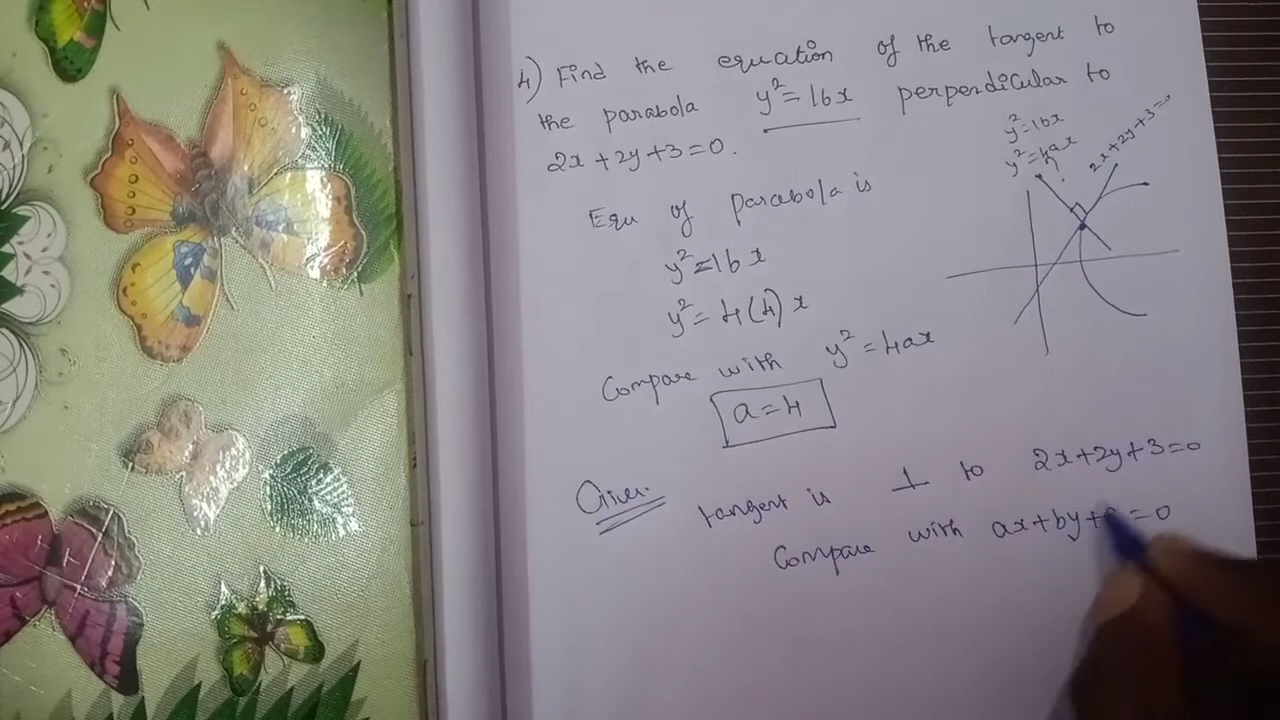 4) Find the equation of the tangent to
the parabola y² = 16x perpendicular to
2x + 2y + 3 = 0.
y² = 16x
y² = 4ax
2x + 2y + 3 = 0
Equ of parabola is
y² = 16x
y² = 4(4)x
Compare with y² = 4ax
a = 4
Given. tangent is ⊥ to 2x + 2y + 3 = 0
Compare with ax + by + = 0